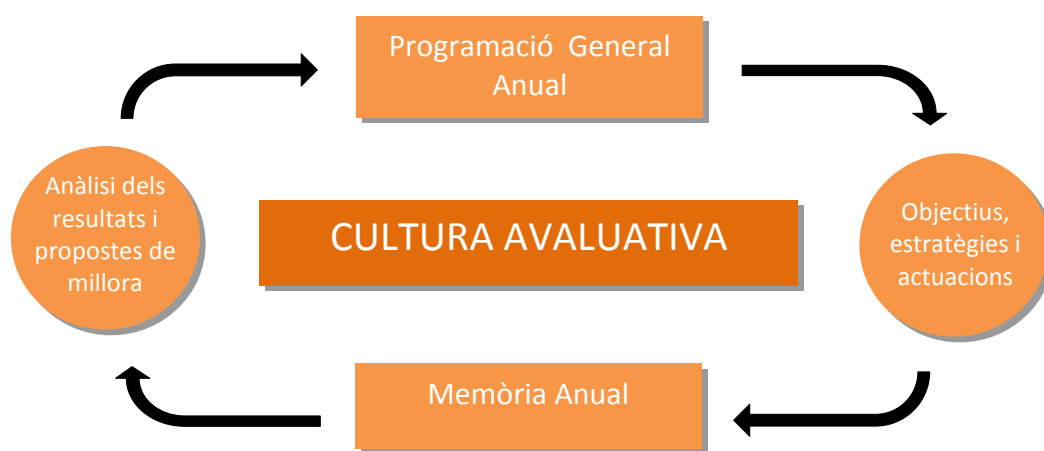 Programació General
Anual
Anàlisi dels
resultats i
propostes de
millora
CULTURA AVALUATIVA
Objectius,
estratègies i
actuacions
Memòria Anual